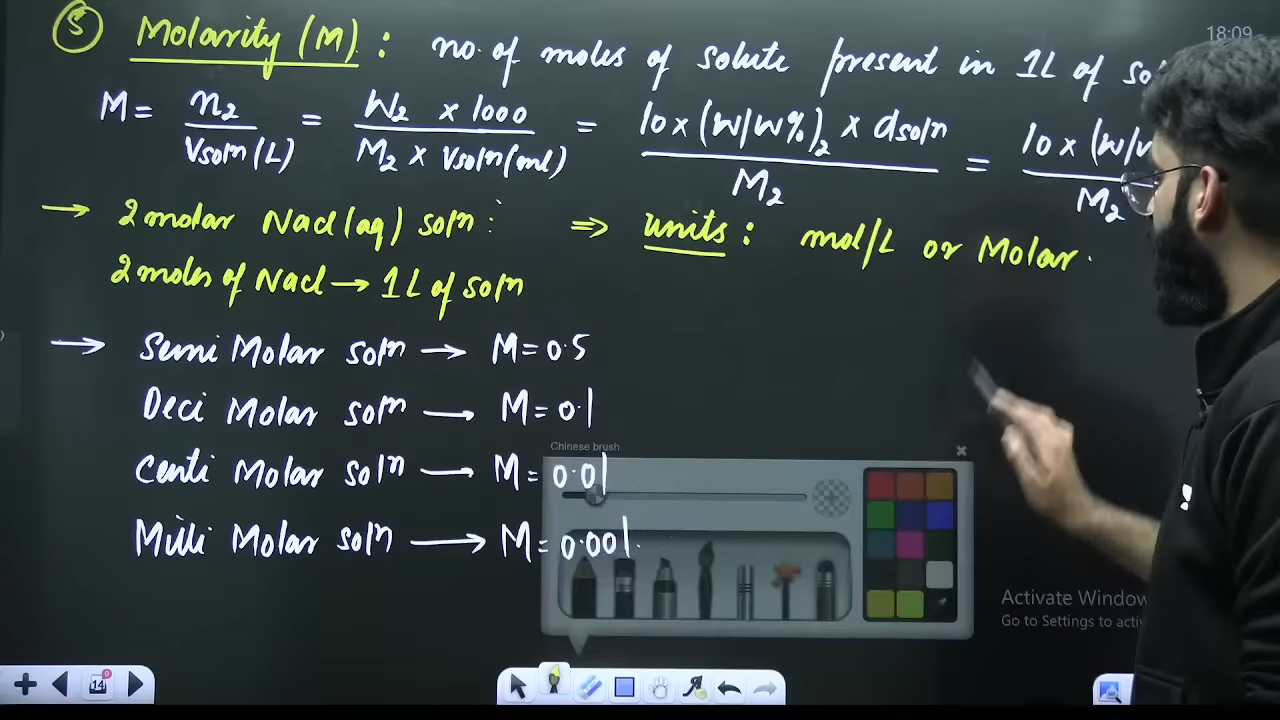 18:09
⑤ Molarity (M) : no. of moles of solute present in 1L of so
M = n₂ / Vsoln (L) = W₂ x 1000 / M₂ x Vsoln(ml) = 10 x (W/W%)₂ x dsoln / M₂ = 10 x (W/ / M₂
→ 2 molar Nacl(aq) soln : ⇒ units : mol/L or Molar.
2 moles of Nacl → 1L of soln
→ Semi Molar soln → M = 0.5
Deci Molar soln → M = 0.1
Chinese brush
Centi Molar soln → M = 0.01
Milli Molar soln → M = 0.001.
Activate Window
Go to Settings to activ
14